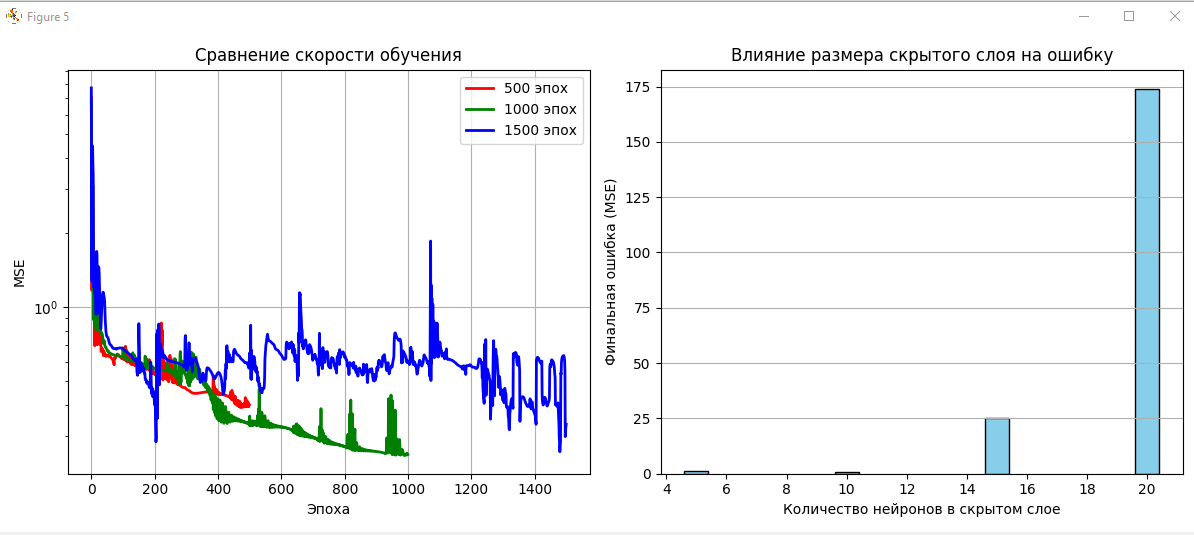 Figure 5
Сравнение скорости обучения
MSE
10⁰
500 эпох
1000 эпох
1500 эпох
0 200 400 600 800 1000 1200 1400
Эпоха
Влияние размера скрытого слоя на ошибку
Финальная ошибка (MSE)
175
150
125
100
75
50
25
0
4 6 8 10 12 14 16 18 20
Количество нейронов в скрытом слое